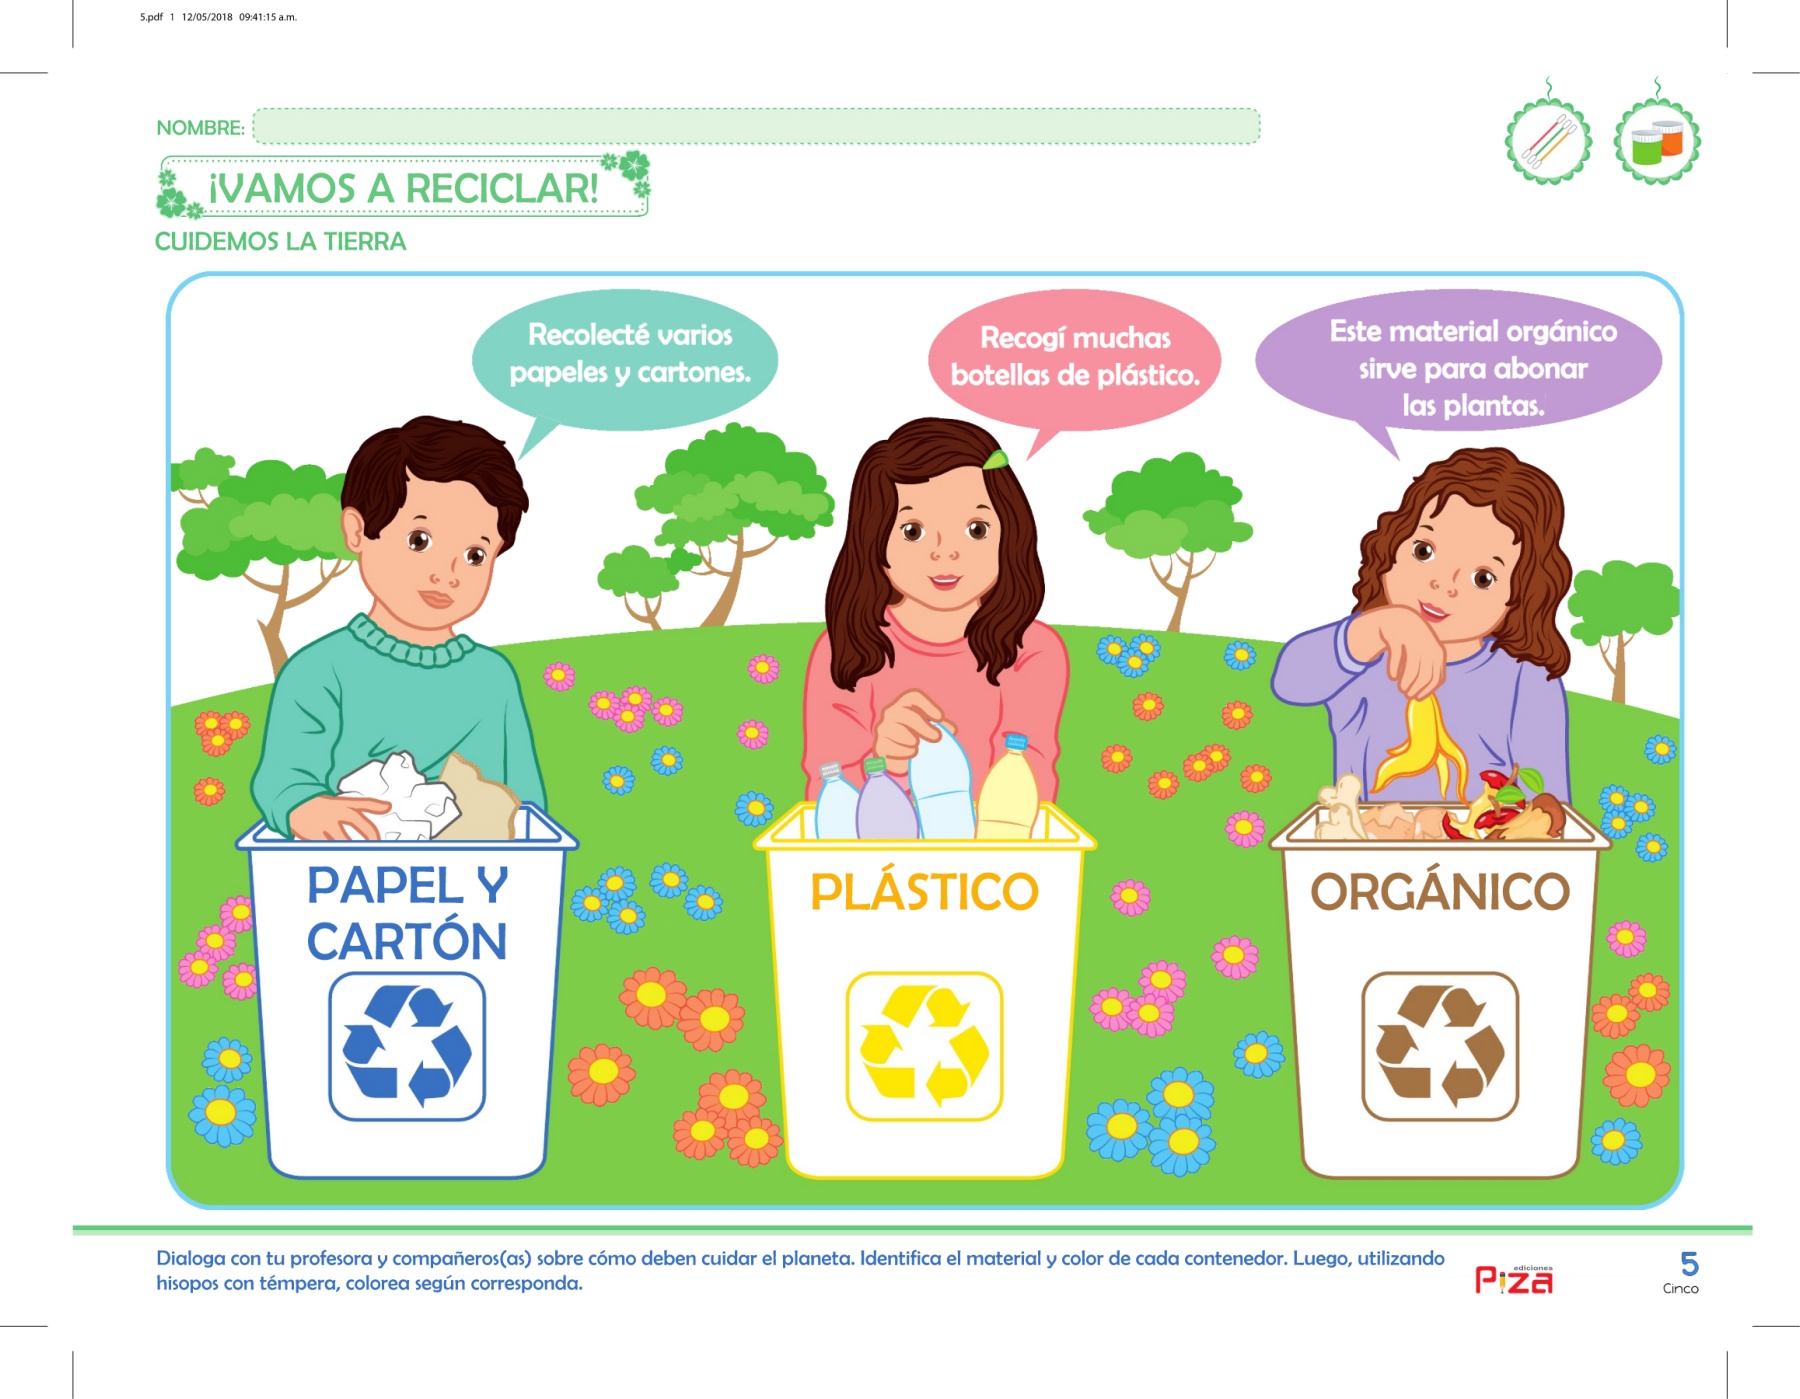 5.pdf 1 12/05/2018 09:41:15 a.m.
NOMBRE:
¡VAMOS A RECICLAR!
CUIDEMOS LA TIERRA
Recolecté varios
papeles y cartones.
Recogí muchas
botellas de plástico.
Este material orgánico
sirve para abonar
las plantas.
PAPEL Y
CARTÓN
PLÁSTICO
ORGÁNICO
Dialoga con tu profesora y compañeros(as) sobre cómo deben cuidar el planeta. Identifica el material y color de cada contenedor. Luego, utilizando
hisopos con témpera, colorea según corresponda.
ediciones
Piza
5
Cinco